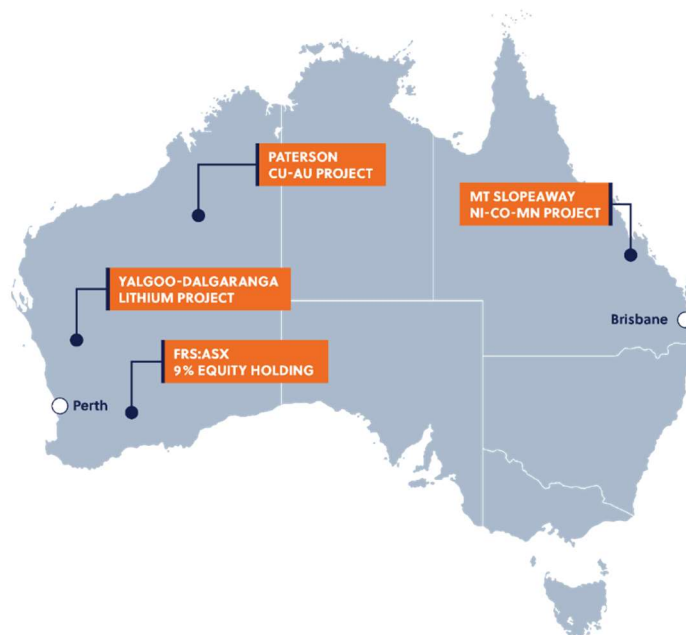 PATERSON
CU-AU PROJECT
MT SLOPEAWAY
NI-CO-MN PROJECT
YALGOO-DALGARANGA
LITHIUM PROJECT
Brisbane
FRS:ASX
9% EQUITY HOLDING
Perth